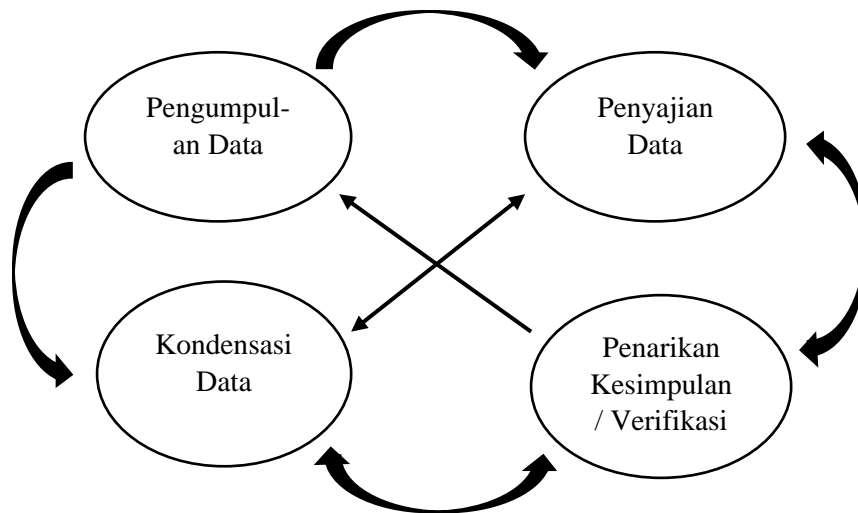 Pengumpul-
an Data
Penyajian
Data
Kondensasi
Data
Penarikan
Kesimpulan
/ Verifikasi